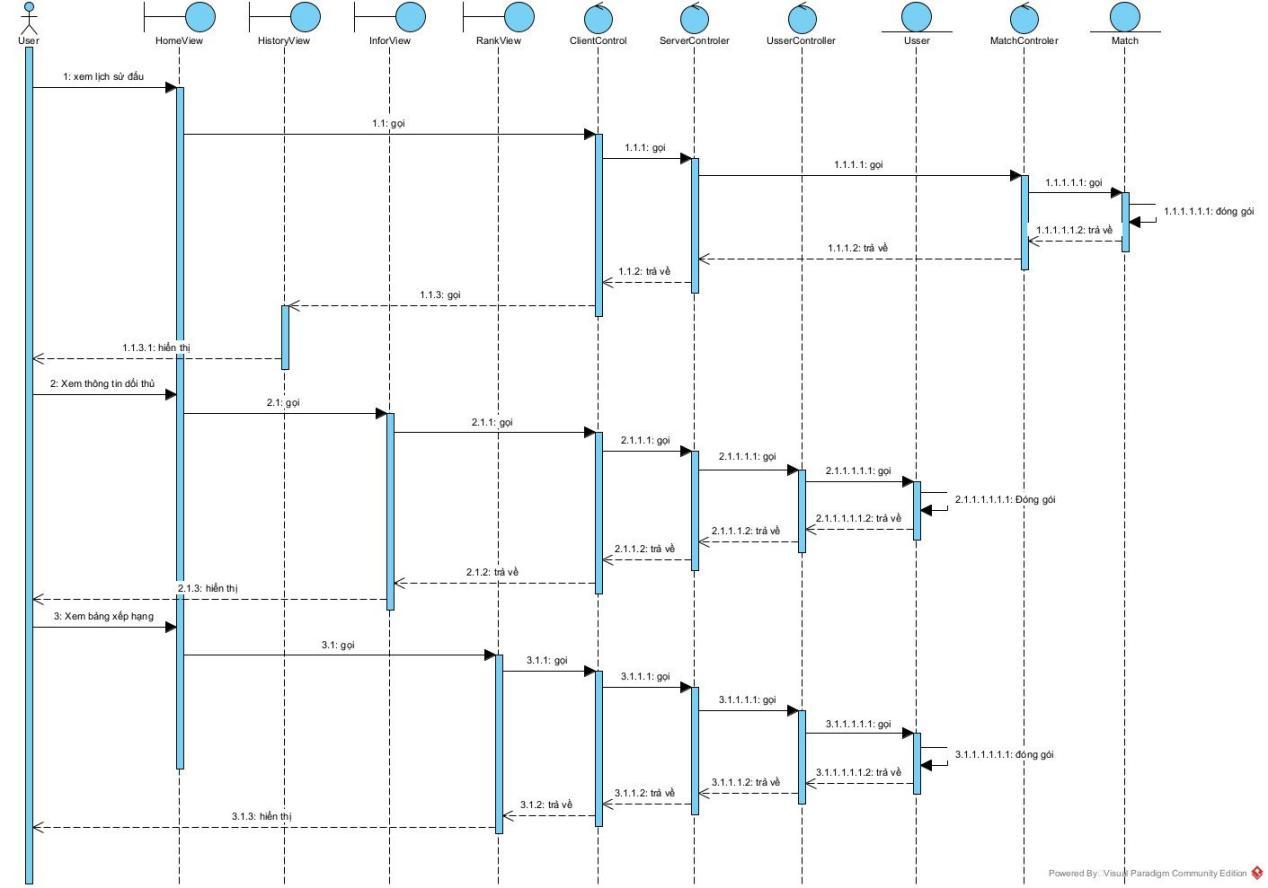 User
HomeView
HistoryView
InforView
RankView
ClientControl
ServerControler
UsserController
Usser
MatchControler
Match
1: xem lịch sử đấu
1.1: gọi
1.1.1: gọi
1.1.1.1: gọi
1.1.1.1.1: gọi
1.1.1.1.1.1: đóng gói
1.1.1.1.1.2: trả về
1.1.1.2: trả về
1.1.2: trả về
1.1.3: gọi
1.1.3.1: hiển thị
2: Xem thông tin dối thủ
2.1: gọi
2.1.1: gọi
2.1.1.1: gọi
2.1.1.1.1: gọi
2.1.1.1.1.1: gọi
2.1.1.1.1.1.1: Đóng gói
2.1.1.1.1.1.2: trả về
2.1.1.1.2: trả về
2.1.1.2: trả về
2.1.2: trả về
2.1.3: hiển thị
3: Xem bảng xếp hạng
3.1: gọi
3.1.1: gọi
3.1.1.1: gọi
3.1.1.1.1: gọi
3.1.1.1.1.1: gọi
3.1.1.1.1.1.1: đóng gói
3.1.1.1.1.1.2: trả về
3.1.1.1.2: trả về
3.1.1.2: trả về
3.1.2: trả về
3.1.3: hiển thị
Powered By: Visual Paradigm Community Edition